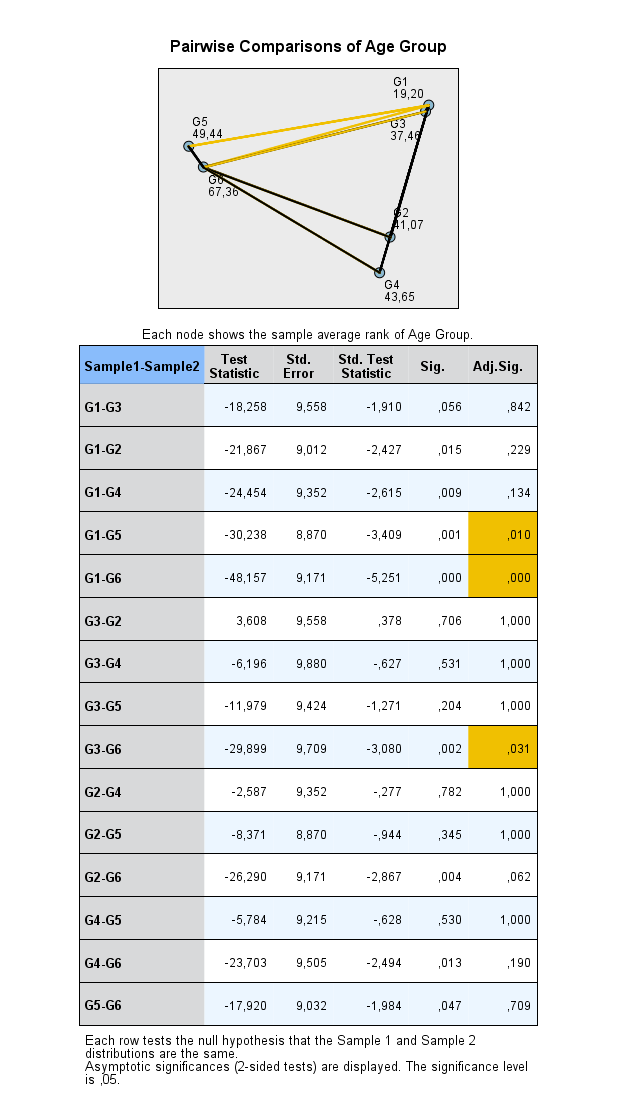 Pairwise Comparisons of Age Group
G1
19,20
G3
37,46
G5
49,44
G6
67,36
G2
41,07
G4
43,65
Each node shows the sample average rank of Age Group.
Sample1-Sample2 Test Statistic Std. Error Std. Test Statistic Sig. Adj.Sig.
G1-G3 -18,258 9,558 -1,910 ,056 ,842
G1-G2 -21,867 9,012 -2,427 ,015 ,229
G1-G4 -24,454 9,352 -2,615 ,009 ,134
G1-G5 -30,238 8,870 -3,409 ,001 ,010
G1-G6 -48,157 9,171 -5,251 ,000 ,000
G3-G2 3,608 9,558 ,378 ,706 1,000
G3-G4 -6,196 9,880 -,627 ,531 1,000
G3-G5 -11,979 9,424 -1,271 ,204 1,000
G3-G6 -29,899 9,709 -3,080 ,002 ,031
G2-G4 -2,587 9,352 -,277 ,782 1,000
G2-G5 -8,371 8,870 -,944 ,345 1,000
G2-G6 -26,290 9,171 -2,867 ,004 ,062
G4-G5 -5,784 9,215 -,628 ,530 1,000
G4-G6 -23,703 9,505 -2,494 ,013 ,190
G5-G6 -17,920 9,032 -1,984 ,047 ,709
Each row tests the null hypothesis that the Sample 1 and Sample 2
distributions are the same.
Asymptotic significances (2-sided tests) are displayed. The significance level
is ,05.